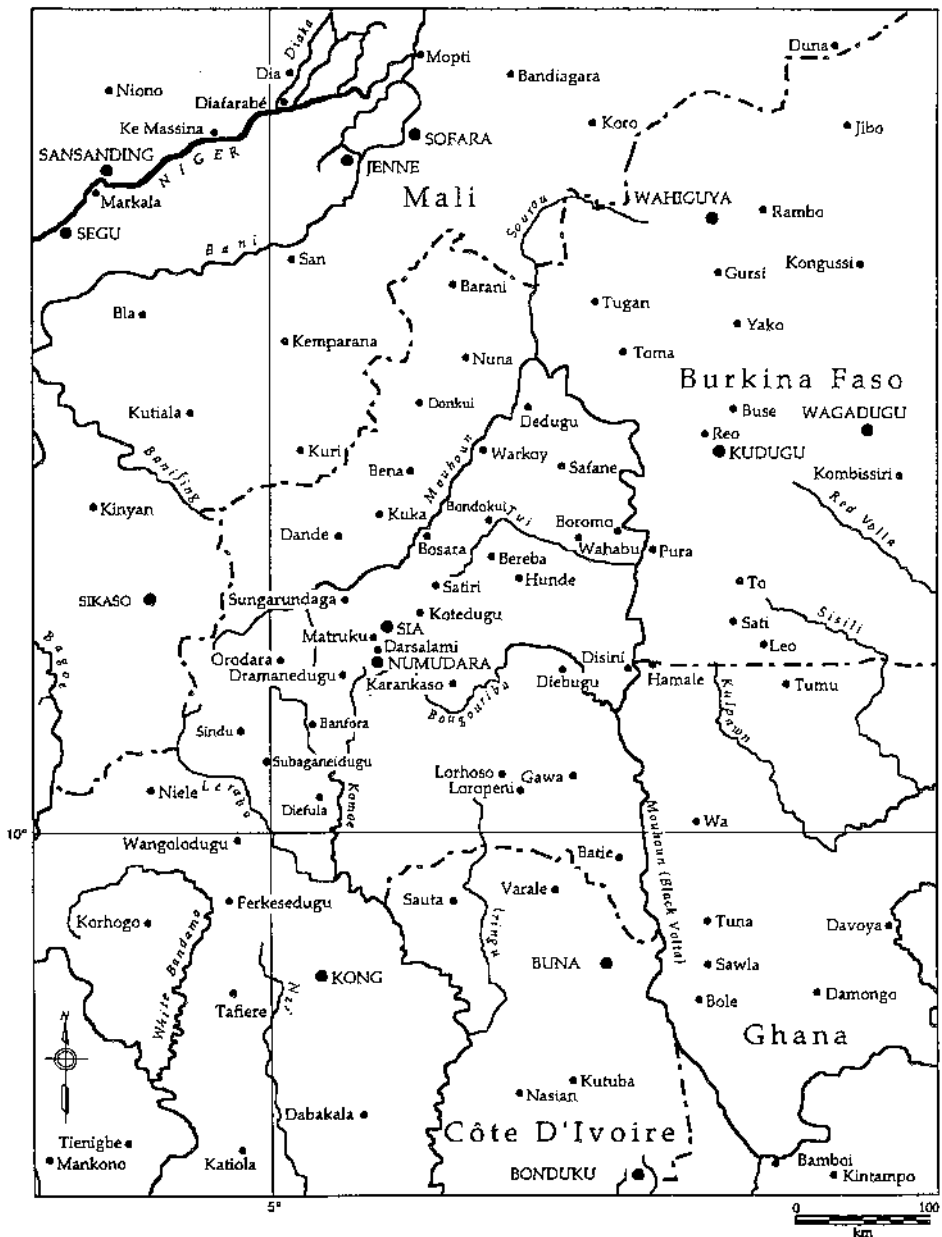 Duna
Mopti
Diaka
Dia
Bandiagara
Niono
Diafarabé
Koro
Jibo
Ke Massina
SOFARA
SANSANDING
NIGER
JENNE
Mali
Markala
WAHIGUYA
Rambo
Sourou
SEGU
Bani
San
Kongussi
Gursi
Barani
Tugan
Bla
Yako
Kemparana
Toma
Nuna
Burkina Faso
Donkui
Dedugu
Buse
WAGADUGU
Kutiala
Reo
KUDUGU
Kuri
Warkoy
Safane
Bena
Mouhoun
Banifing
Kombissiri
Kinyan
Kuka
Bondokui
Tui
Boromo
Red Volta
Dande
Bosara
Wahabu
Pura
Bereba
Hunde
To
Satiri
SIKASO
Sungarundaga
Kotedugu
Sati
Sisili
SIA
Matruku
Bagoé
Darsalami
Leo
Orodara
NUMUDARA
Disini
Dramanedugu
Diebugu
Hamale
Karankaso
Tumu
Bougouriba
Kulpawn
Sindu
Banfora
Subaganeidugu
Lorhoso
Gawa
Niele
Leraba
Loropeni
Diefula
Komoe
Mouhoun (Black Volta)
Wa
10°
Wangolodugu
Batie
Varale
Ferkesedugu
Sauta
Iringu
Korhogo
White Bandama
Tuna
Davoya
KONG
BUNA
Sawla
Nzi
Tafiere
Bole
Damongo
N
Ghana
Kutuba
Nasian
Dabakala
Côte D'Ivoire
Tienigbe
Mankono
Katiola
BONDUKU
Bamboi
Kintampo
5°
0 100
km